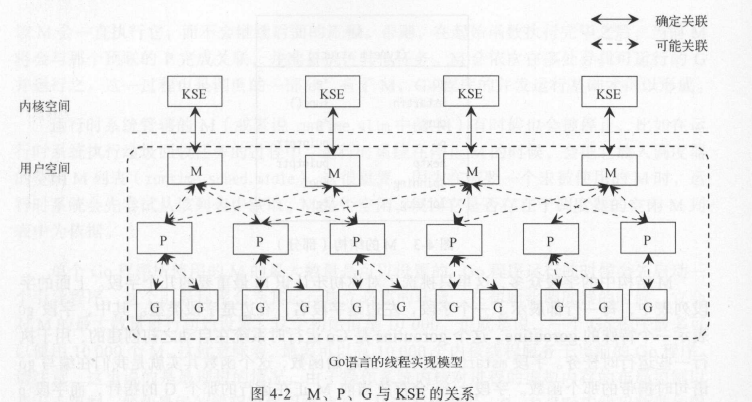 确定关联
可能关联
KSE KSE KSE KSE
内核空间
用户空间
M M M M
P P P P P P
G G G G G G G G G G G G
Go语言的线程实现模型
图 4-2 M、P、G 与 KSE 的关系